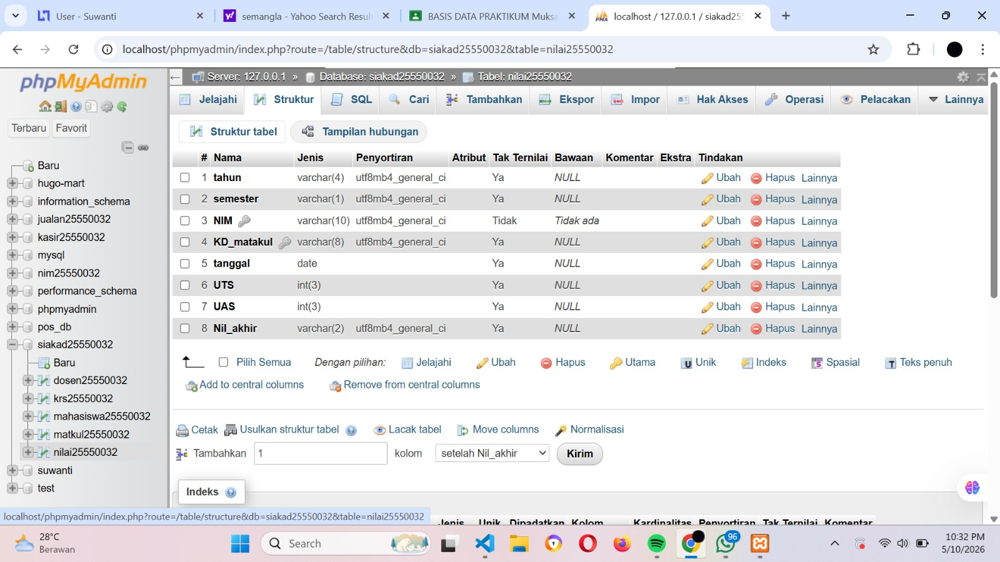 User - Suwanti
semangla - Yahoo Search Result
BASIS DATA PRAKTIKUM Muksa
localhost / 127.0.0.1 / siakad255
localhost/phpmyadmin/index.php?route=/table/structure&db=siakad25550032&table=nilai25550032
phpMyAdmin
Terbaru Favorit
Baru
hugo-mart
information_schema
jualan25550032
kasir25550032
mysql
nim25550032
performance_schema
phpmyadmin
pos_db
siakad25550032
Baru
dosen25550032
krs25550032
mahasiswa25550032
matkul25550032
nilai25550032
suwanti
test
Server: 127.0.0.1 » Database: siakad25550032 » Tabel: nilai25550032
Jelajahi Struktur SQL Cari Tambahkan Ekspor Impor Hak Akses Operasi Pelacakan Lainnya
Struktur tabel Tampilan hubungan
# Nama Jenis Penyortiran Atribut Tak Ternilai Bawaan Komentar Ekstra Tindakan
1 tahun varchar(4) utf8mb4_general_ci Ya NULL Ubah Hapus Lainnya
2 semester varchar(1) utf8mb4_general_ci Ya NULL Ubah Hapus Lainnya
3 NIM varchar(10) utf8mb4_general_ci Tidak Tidak ada Ubah Hapus Lainnya
4 KD_matakul varchar(8) utf8mb4_general_ci Ya NULL Ubah Hapus Lainnya
5 tanggal date Ya NULL Ubah Hapus Lainnya
6 UTS int(3) Ya NULL Ubah Hapus Lainnya
7 UAS int(3) Ya NULL Ubah Hapus Lainnya
8 Nil_akhir varchar(2) utf8mb4_general_ci Ya NULL Ubah Hapus Lainnya
Pilih Semua Dengan pilihan: Jelajahi Ubah Hapus Utama Unik Indeks Spasial Teks penuh
Add to central columns Remove from central columns
Cetak Usulkan struktur tabel Lacak tabel Move columns Normalisasi
Tambahkan 1 kolom setelah Nil_akhir Kirim
Indeks
Jenis Unik Dipadatkan Kolom Kardinalitas Penyortiran Tak Ternilai Komentar
localhost/phpmyadmin/index.php?route=/table/structure&db=siakad25550032&table=nilai25550032
28°C
Berawan
Search
96
10:32 PM
5/10/2026